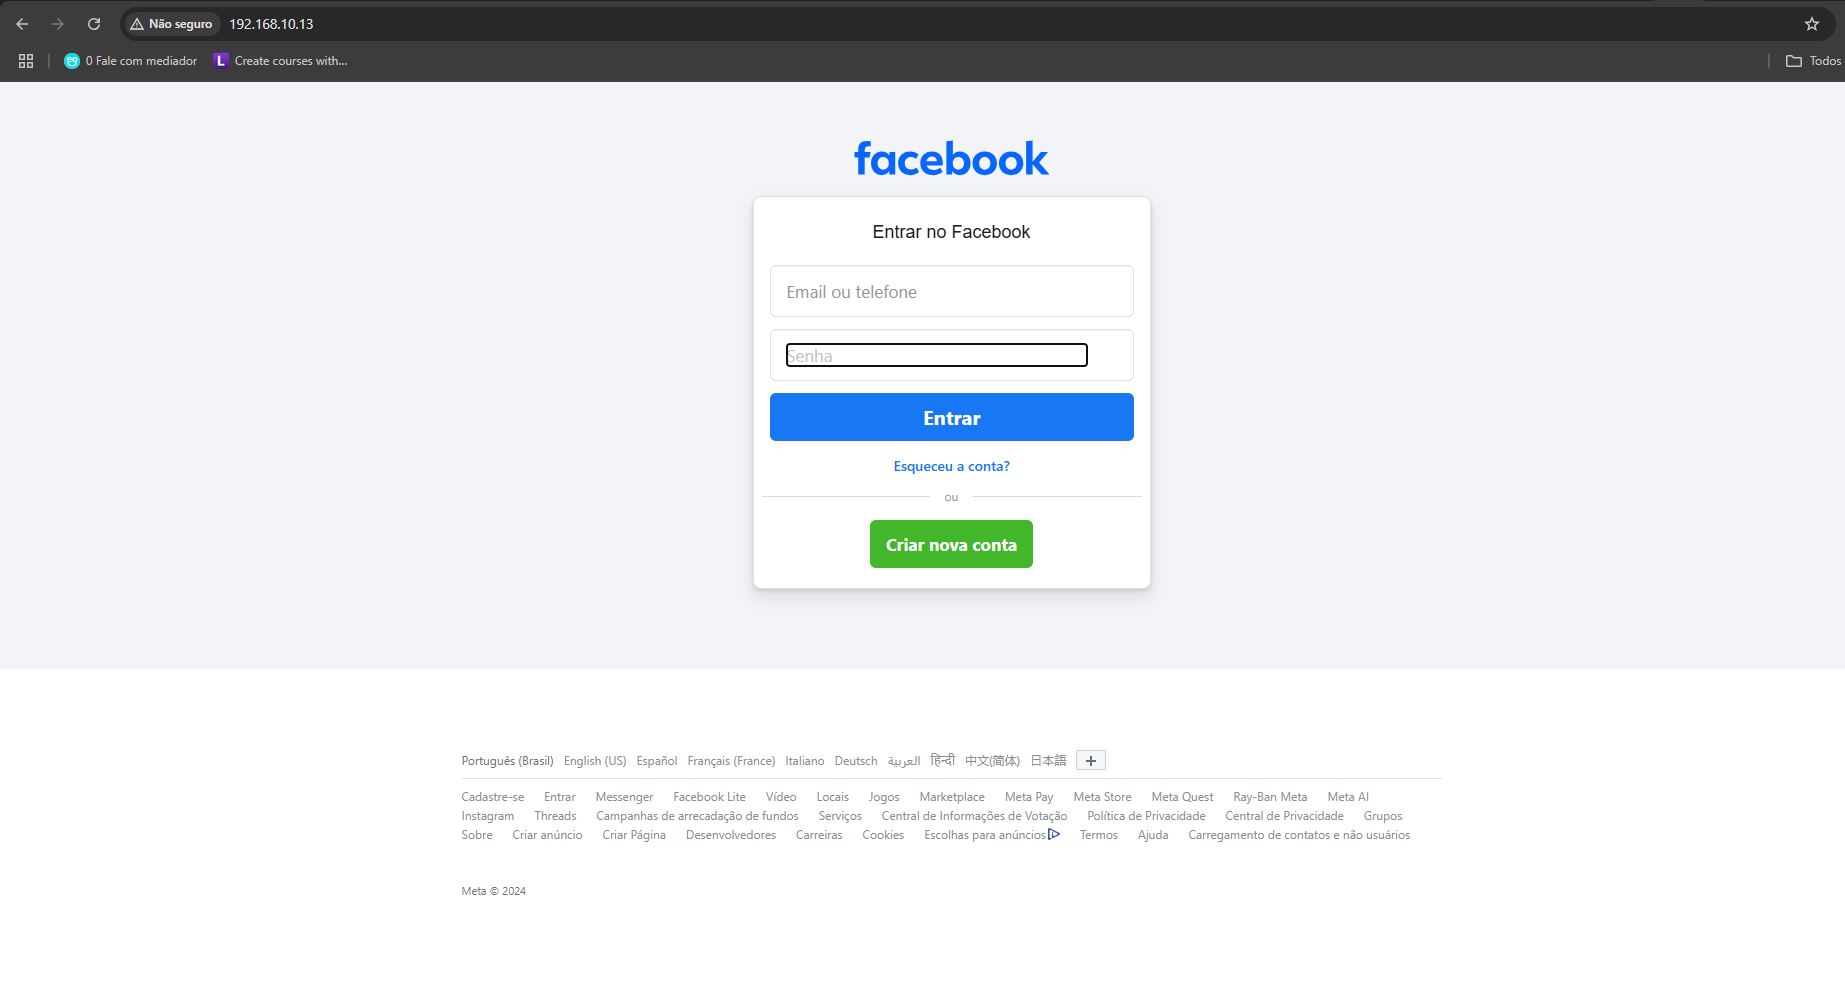 Não seguro 192.168.10.13
0 Fale com mediador L Create courses with... Todos
facebook
Entrar no Facebook
Email ou telefone
Senha
Entrar
Esqueceu a conta?
ou
Criar nova conta
Português (Brasil) English (US) Español Français (France) Italiano Deutsch العربية हिन्दी 中文(简体) 日本語 +
Cadastre-se Entrar Messenger Facebook Lite Vídeo Locais Jogos Marketplace Meta Pay Meta Store Meta Quest Ray-Ban Meta Meta AI
Instagram Threads Campanhas de arrecadação de fundos Serviços Central de Informações de Votação Política de Privacidade Central de Privacidade Grupos
Sobre Criar anúncio Criar Página Desenvolvedores Carreiras Cookies Escolhas para anúncios Termos Ajuda Carregamento de contatos e não usuários
Meta © 2024